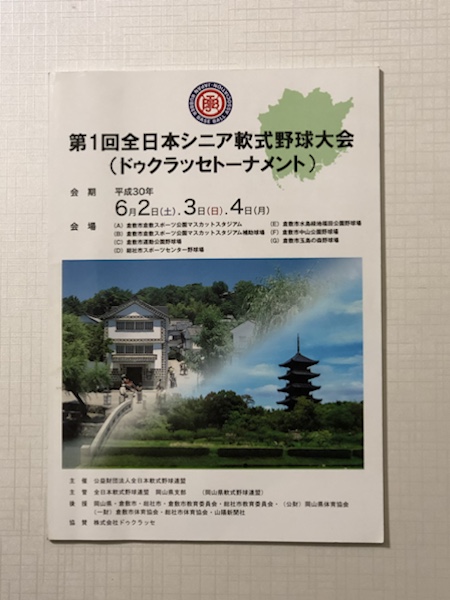 第1回全日本シニア軟式野球大会
（ドゥクラッセトーナメント）
会 期 平成30年
6月2日(土).3日(日).4日(月)
会 場 (A) 倉敷市倉敷スポーツ公園マスカットスタジアム (E) 倉敷市水島緑地福田公園野球場
(B) 倉敷市倉敷スポーツ公園マスカットスタジアム補助球場 (F) 倉敷市中山公園野球場
(C) 倉敷市運動公園野球場 (G) 倉敷市玉島の森野球場
(D) 総社市スポーツセンター野球場
主 催 公益財団法人全日本軟式野球連盟
主 管 全日本軟式野球連盟 岡山県支部 （岡山県軟式野球連盟）
後 援 岡山県・倉敷市・総社市・倉敷市教育委員会・総社市教育委員会・（公財）岡山県体育協会
（一財）倉敷市体育協会・総社市体育協会・山陽新聞社
協 賛 株式会社ドゥクラッセ